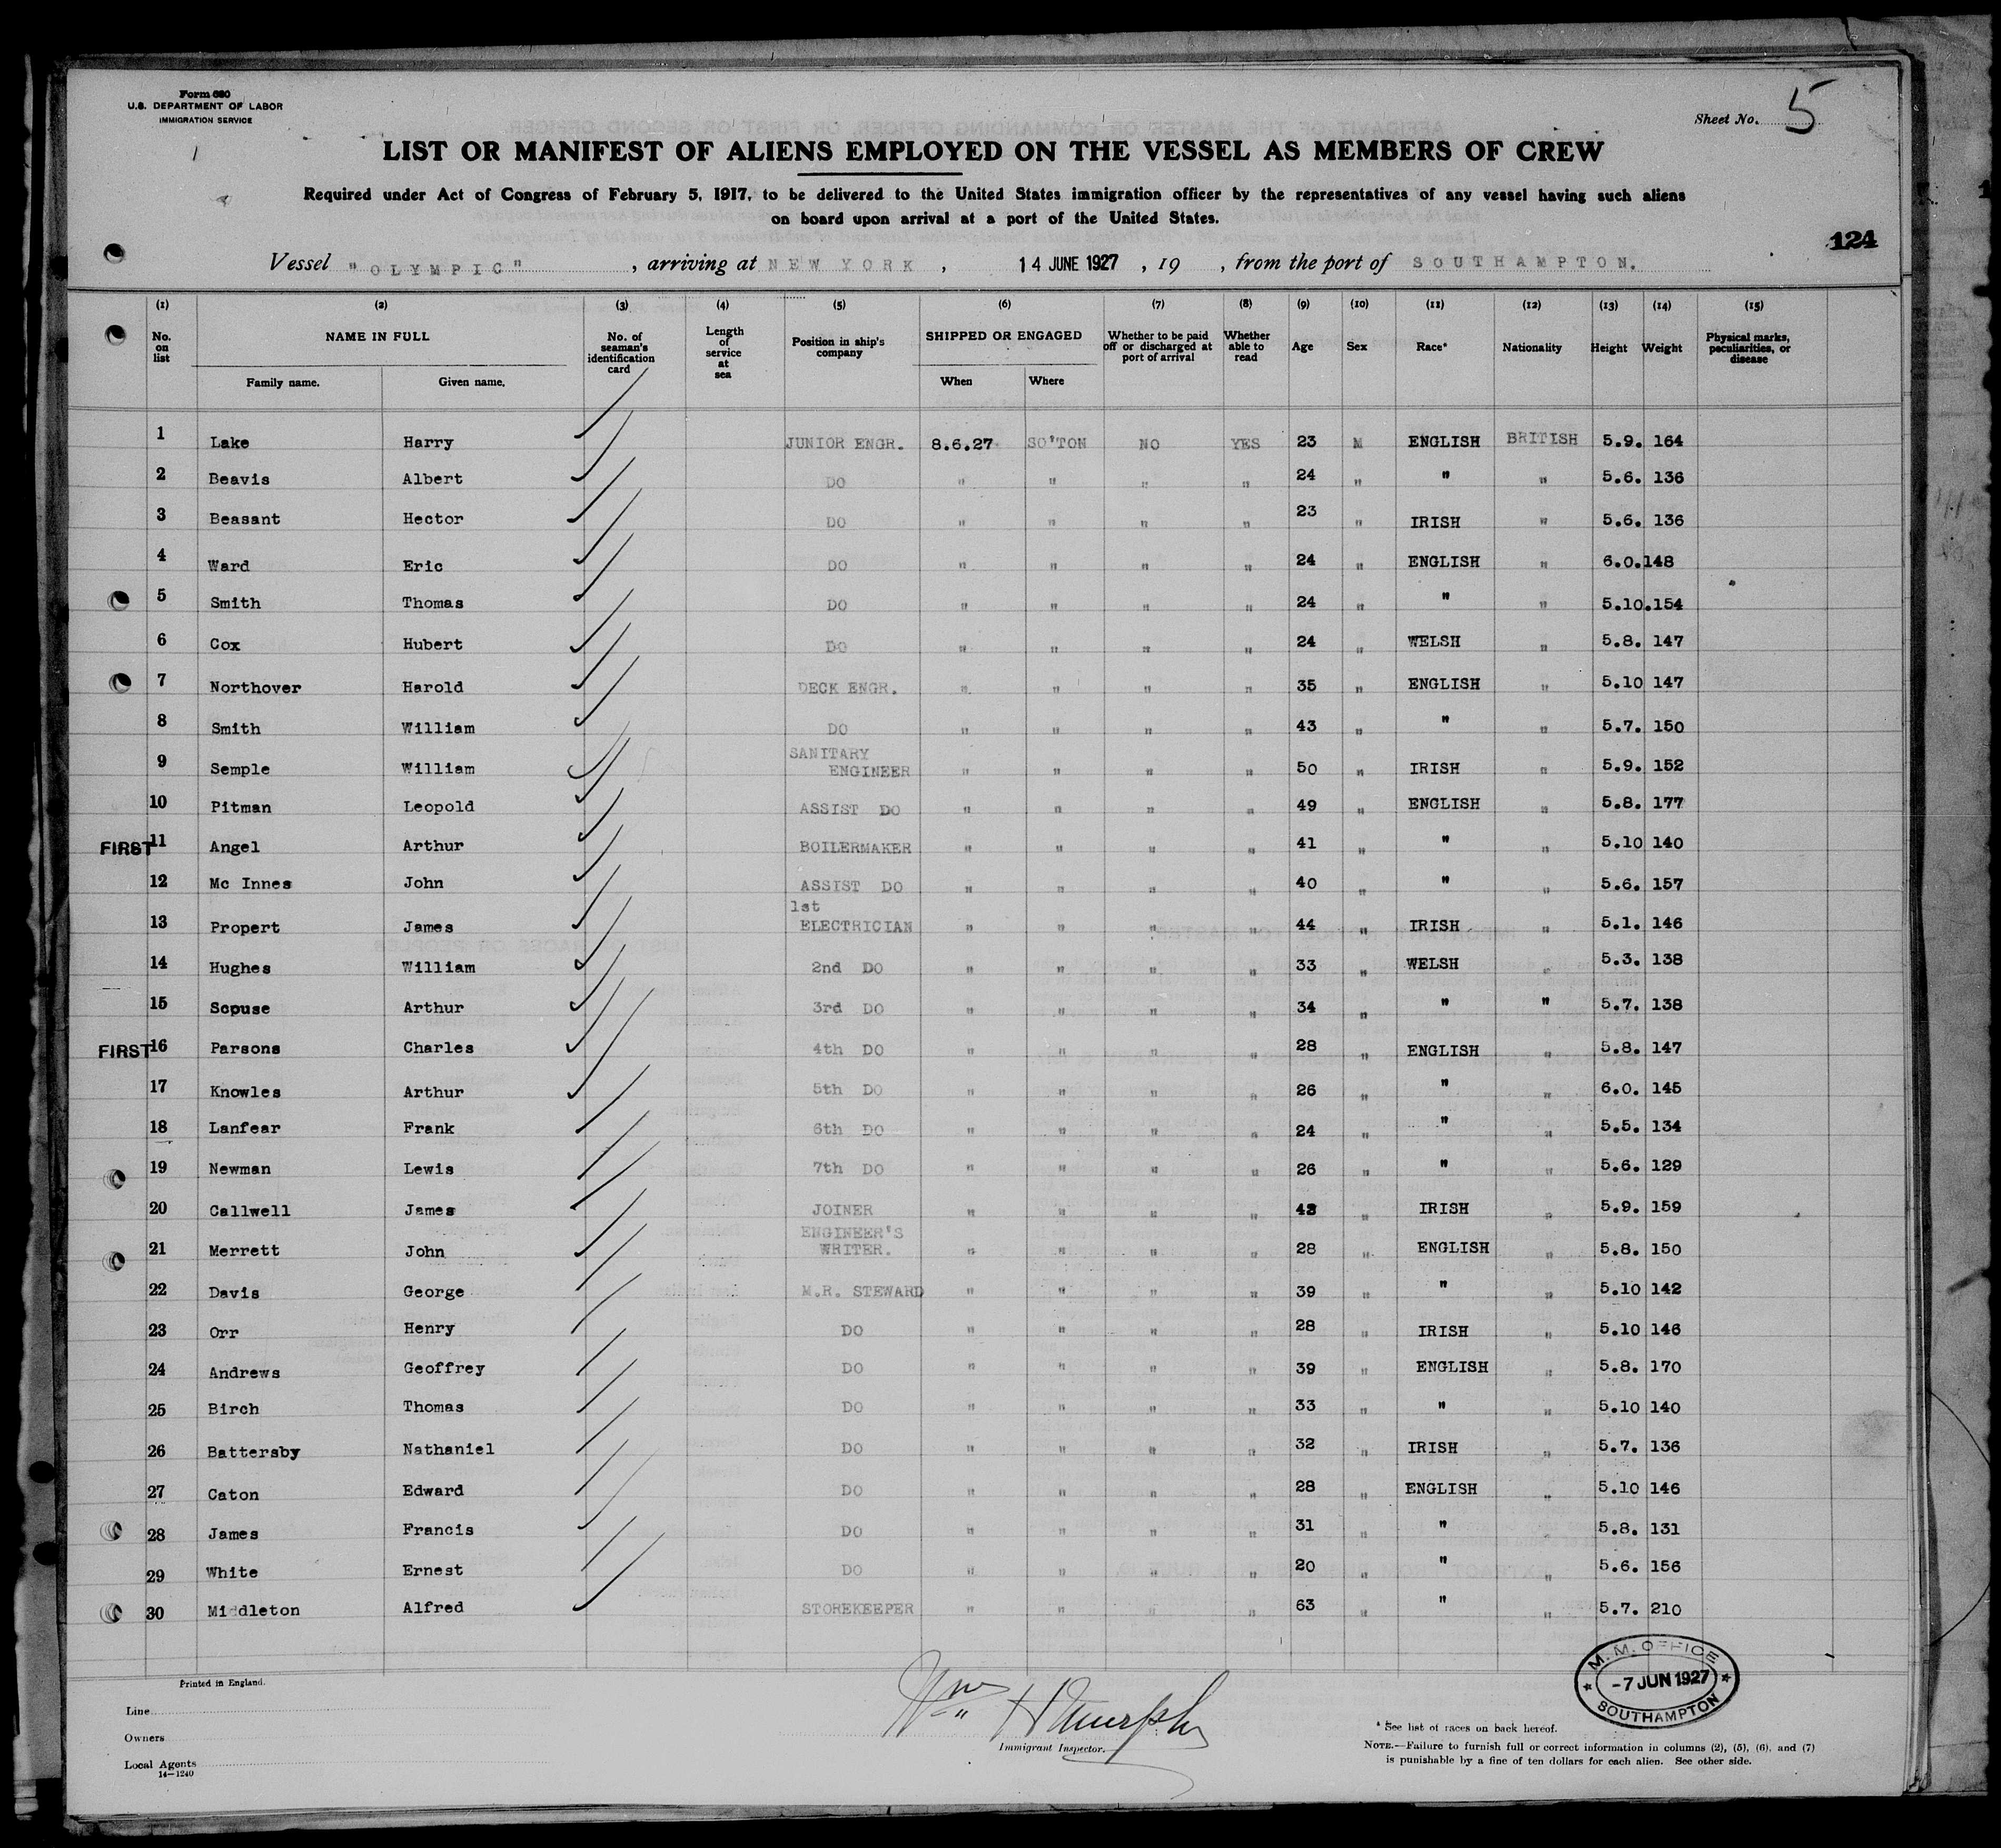 Form 680
U.S. DEPARTMENT OF LABOR
IMMIGRATION SERVICE
Sheet No. 5
LIST OR MANIFEST OF ALIENS EMPLOYED ON THE VESSEL AS MEMBERS OF CREW
Required under Act of Congress of February 5, 1917, to be delivered to the United States immigration officer by the representatives of any vessel having such aliens
on board upon arrival at a port of the United States.
124
Vessel "OLYMPIC", arriving at NEW YORK, 14 JUNE 1927, 19 , from the port of SOUTHAMPTON.
(1) (2) (3) (4) (5) (6) (7) (8) (9) (10) (11) (12) (13) (14) (15)
No. on list NAME IN FULL Family name. Given name. No. of seaman's identification card Length of service at sea Position in ship's company SHIPPED OR ENGAGED When Where Whether to be paid off or discharged at port of arrival Whether able to read Age Sex Race* Nationality Height Weight Physical marks, peculiarities, or disease
1 Lake Harry JUNIOR ENGR. 8.6.27 SO'TON NO YES 23 M ENGLISH BRITISH 5.9. 164
2 Beavis Albert DO " " " " 24 " " " 5.6. 136
3 Beasant Hector DO " " " " 23 " IRISH " 5.6. 136
4 Ward Eric DO " " " " 24 " ENGLISH " 6.0. 148
5 Smith Thomas DO " " " " 24 " " " 5.10. 154
6 Cox Hubert DO " " " " 24 " WELSH " 5.8. 147
7 Northover Harold DECK ENGR. " " " " 35 " ENGLISH " 5.10 147
8 Smith William DO " " " " 43 " " " 5.7. 150
9 Semple William SANITARY ENGINEER " " " " 50 " IRISH " 5.9. 152
10 Pitman Leopold ASSIST DO " " " " 49 " ENGLISH " 5.8. 177
FIRST 11 Angel Arthur BOILERMAKER " " " " 41 " " " 5.10 140
12 Mc Innes John ASSIST DO " " " " 40 " " " 5.6. 157
13 Propert James 1st ELECTRICIAN " " " " 44 " IRISH " 5.1. 146
14 Hughes William 2nd DO " " " " 33 " WELSH " 5.3. 138
15 Scpuse Arthur 3rd DO " " " " 34 " " " 5.7. 138
FIRST 16 Parsons Charles 4th DO " " " " 28 " ENGLISH " 5.8. 147
17 Knowles Arthur 5th DO " " " " 26 " " " 6.0. 145
18 Lanfear Frank 6th DO " " " " 24 " " " 5.5. 134
19 Newman Lewis 7th DO " " " " 26 " " " 5.6. 129
20 Callwell James JOINER " " " " " IRISH " 5.9. 159
21 Merrett John ENGINEER'S WRITER. " " " " 28 " ENGLISH " 5.8. 150
22 Davis George M.R. STEWARD " " " " 39 " " " 5.10 142
23 Orr Henry DO " " " " 28 " IRISH " 5.10 146
24 Andrews Geoffrey DO " " " " 39 " ENGLISH " 5.8. 170
25 Birch Thomas DO " " " " 33 " " " 5.10 140
26 Battersby Nathaniel DO " " " " 32 " IRISH " 5.7. 136
27 Caton Edward DO " " " " 28 " ENGLISH " 5.10 146
28 James Francis DO " " " " 31 " " " 5.8. 131
29 White Ernest DO " " " " 20 " " " 5.6. 156
30 Middleton Alfred STOREKEEPER " " " " 63 " " " 5.7. 210
Printed in England.
Line
Owners
Local Agents
14—1240
Wm H Murphy
Immigrant Inspector.
M.M. OFFICE
-7 JUN 1927
SOUTHAMPTON
* See list of races on back hereof.
NOTE.—Failure to furnish full or correct information in columns (2), (5), (6), and (7)
is punishable by a fine of ten dollars for each alien. See other side.